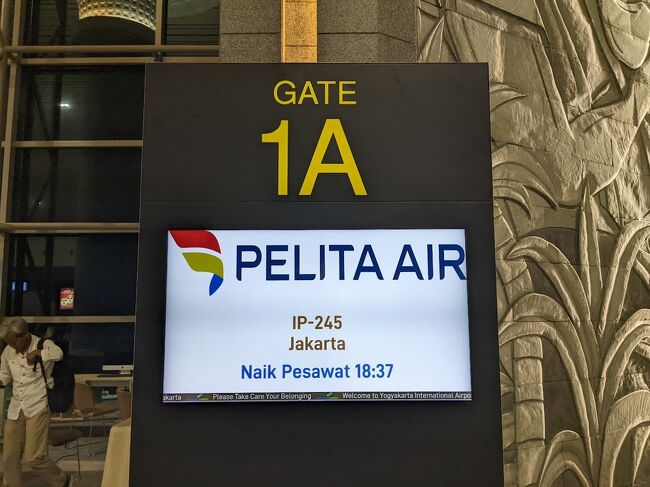 GATE
1A
PELITA AIR
IP-245
Jakarta
Naik Pesawat 18:37
karta Please Take Care Your Belonging Welcome to Yogyakarta International Airpo